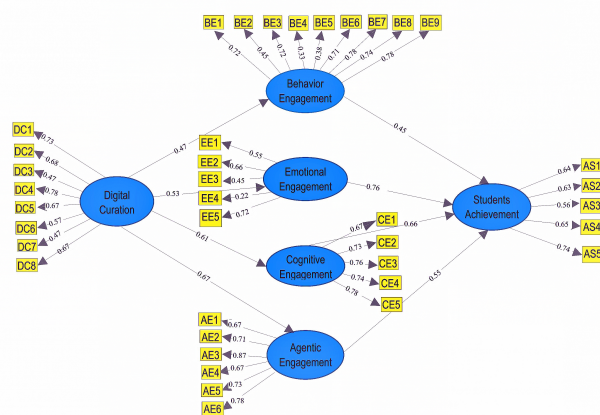 BE1 BE2 BE3 BE4 BE5 BE6 BE7 BE8 BE9
0.72 0.45 0.72 0.33 0.38 0.71 0.78 0.74 0.78
Behavior
Engagement
0.47
0.45
DC1 0.73
DC2 0.68
DC3 0.47
DC4 0.78
DC5 0.67
DC6 0.57
DC7 0.47
DC8 0.67
Digital
Curation
EE1 0.55
EE2 0.66
EE3 0.45
EE4 0.22
EE5 0.72
0.53
Emotional
Engagement
0.76
Students
Achievement
AS1 0.64
AS2 0.63
AS3 0.56
AS4 0.65
AS5 0.74
0.61
Cognitive
Engagement
0.66
CE1 0.67
CE2 0.73
CE3 0.76
CE4 0.74
CE5 0.78
0.67
0.55
AE1 0.67
AE2 0.71
AE3 0.87
AE4 0.67
AE5 0.73
AE6 0.78
Agentic
Engagement